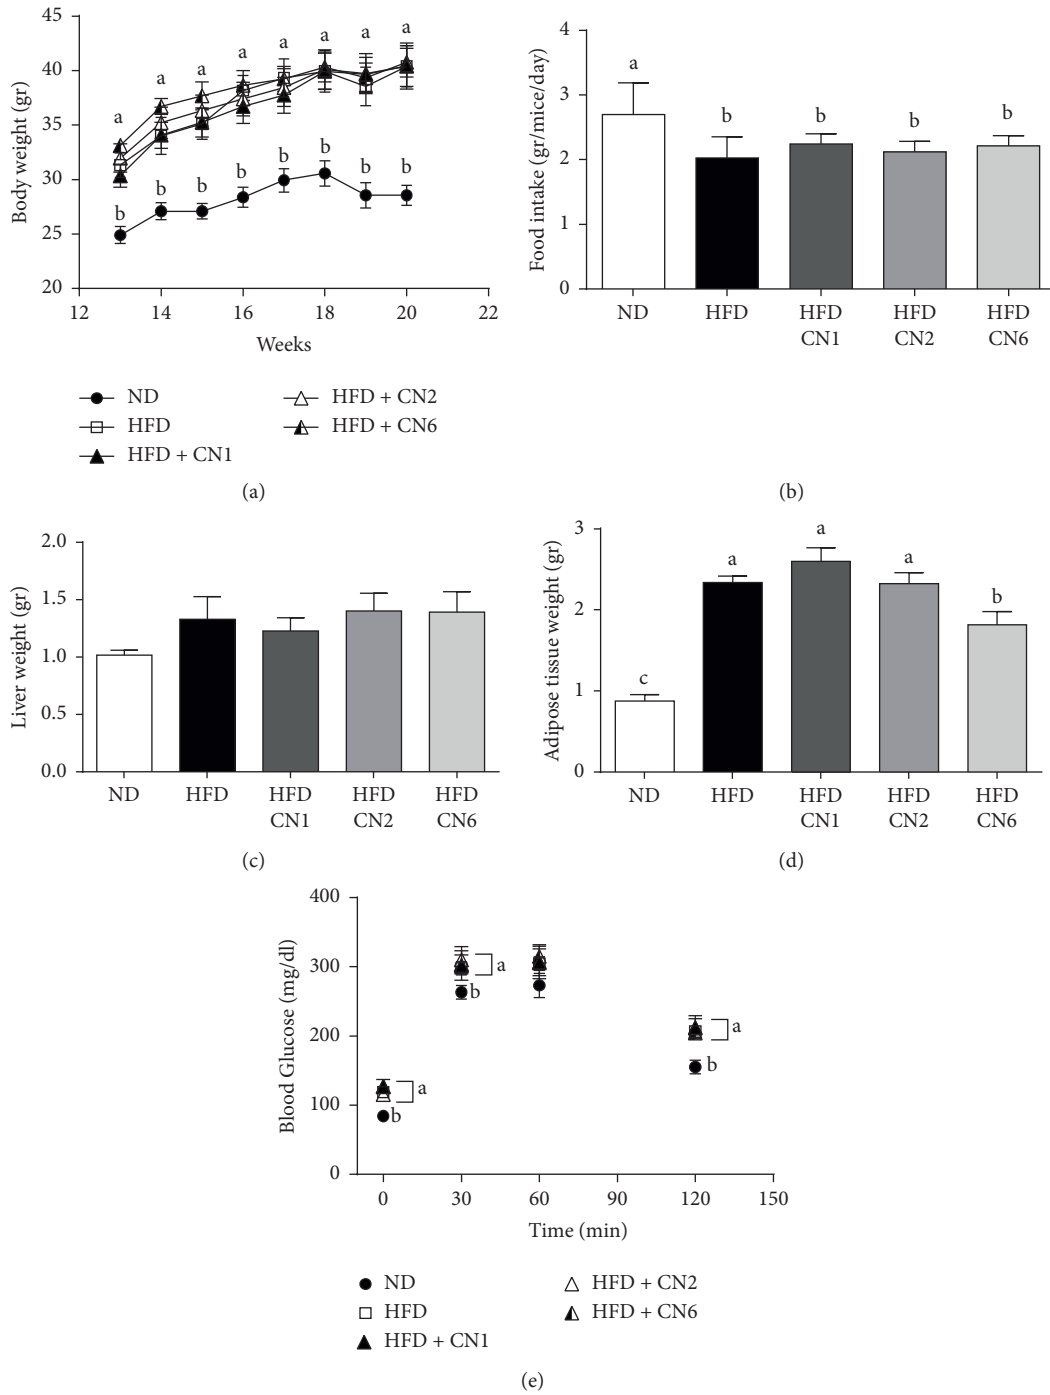 45
40
35
30
25
20
Body weight (gr)
a a a a a a a a
b b b b b b b b
12 14 16 18 20 22
Weeks
ND
HFD
HFD + CN1
HFD + CN2
HFD + CN6
(a)
4
3
2
1
0
Food intake (gr/mice/day)
a b b b b
ND HFD HFD HFD HFD
CN1 CN2 CN6
(b)
2.0
1.5
1.0
0.5
0.0
Liver weight (gr)
ND HFD HFD HFD HFD
CN1 CN2 CN6
(c)
3
2
1
0
Adipose tissue weight (gr)
c a a a b
ND HFD HFD HFD HFD
CN1 CN2 CN6
(d)
400
300
200
100
0
Blood Glucose (mg/dl)
a
b
a
b
a
b
0 30 60 90 120 150
Time (min)
ND
HFD
HFD + CN1
HFD + CN2
HFD + CN6
(e)